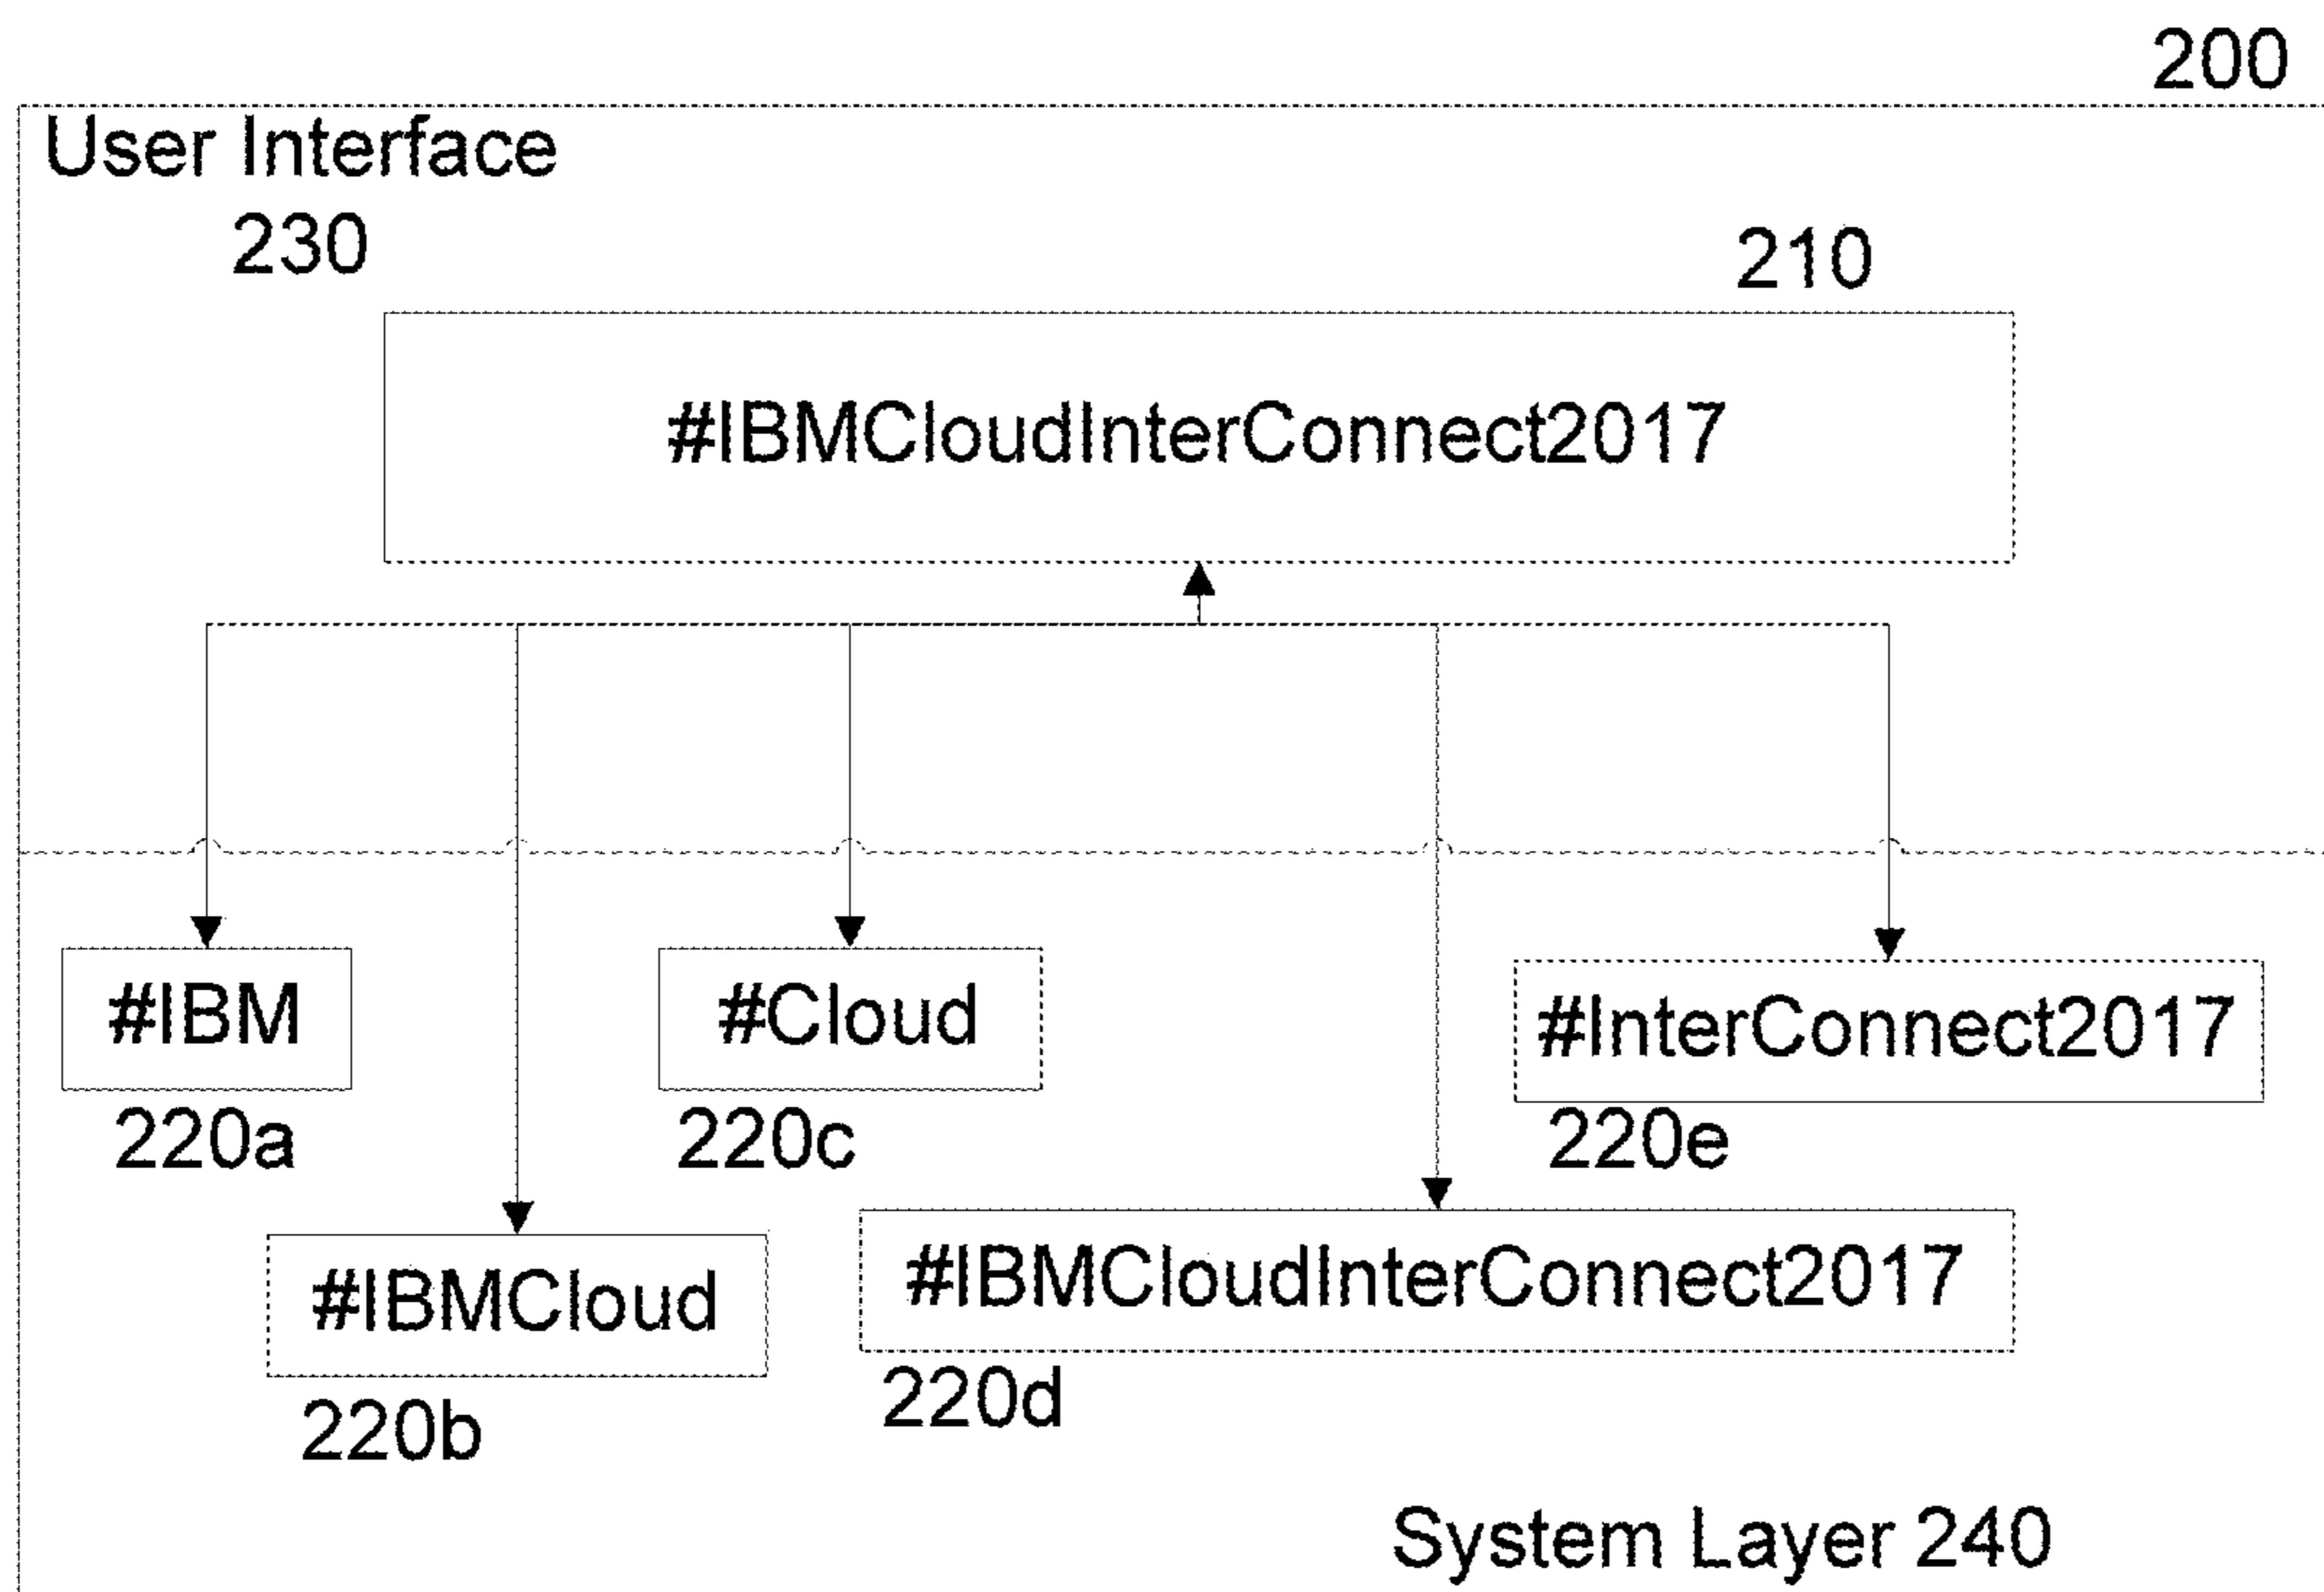 200
User Interface
230
210
#IBMCloudInterConnect2017
#IBM
#Cloud
#InterConnect2017
220a
220c
220e
#IBMCloud
#IBMCloudInterConnect2017
220b
220d
System Layer 240